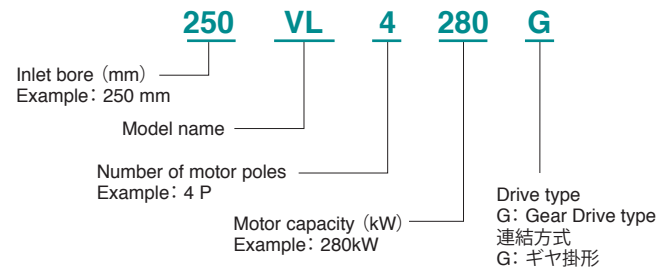 250 VL 4 280 G
Inlet bore（mm）
Example：250 mm
Model name
Number of motor poles
Example：4 P
Motor capacity（kW）
Example：280kW
Drive type
G：Gear Drive type
連結方式
G：ギヤ掛形